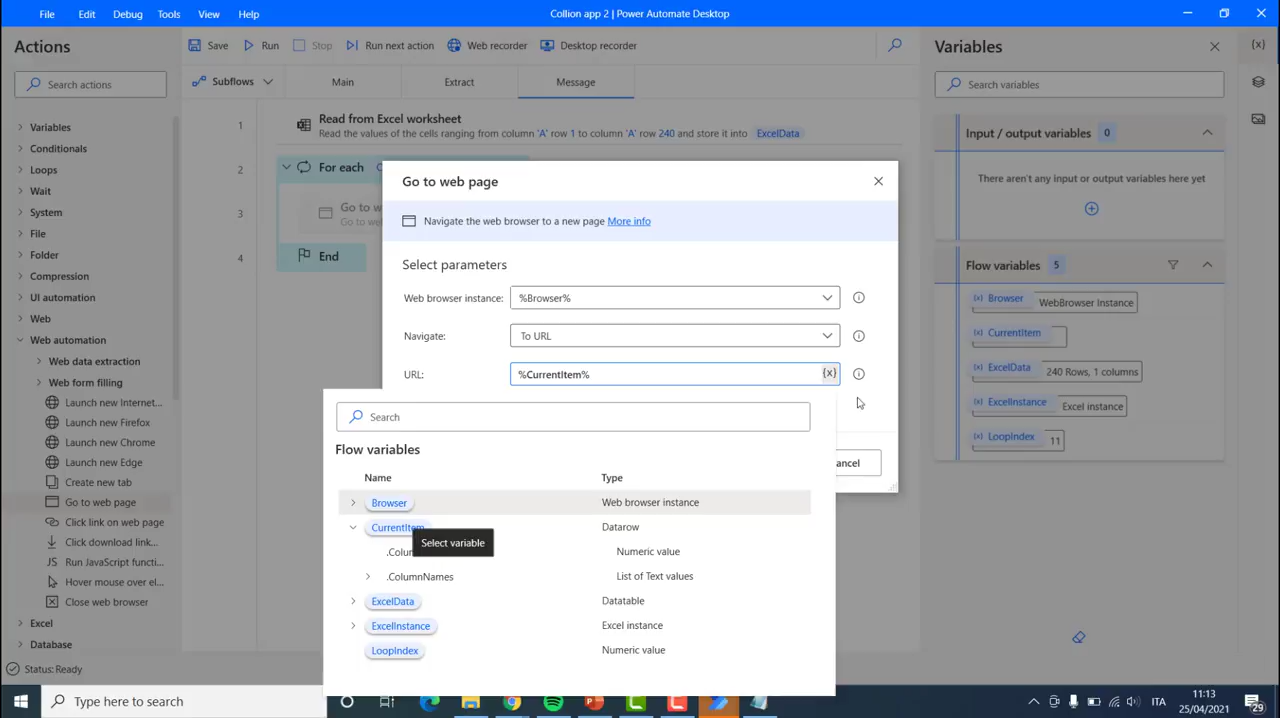 File Edit Debug Tools View Help
Collion app 2 | Power Automate Desktop
Actions
Search actions
Variables
Conditionals
Loops
Wait
System
File
Folder
Compression
UI automation
Web
Web automation
Web data extraction
Web form filling
Launch new Internet...
Launch new Firefox
Launch new Chrome
Launch new Edge
Create new tab
Go to web page
Click link on web page
Click download link...
Run JavaScript functi...
Hover mouse over el...
Close web browser
Excel
Database
Status: Ready
Save Run Stop Run next action Web recorder Desktop recorder
Subflows Main Extract Message
1 Read from Excel worksheet
Read the values of the cells ranging from column 'A' row 1 to column 'A' row 240 and store it into ExcelData
2 For each
3 Go to
Go to
4 End
Go to web page
Navigate the web browser to a new page More info
Select parameters
Web browser instance: %Browser%
Navigate: To URL
URL: %CurrentItem% {x}
ancel
Search
Flow variables
Name Type
Browser Web browser instance
CurrentItem Datarow
Select variable
.Colu Numeric value
.ColumnNames List of Text values
ExcelData Datatable
ExcelInstance Excel instance
LoopIndex Numeric value
Variables
{x}
Search variables
Input / output variables 0
There aren't any input or output variables here yet
Flow variables 5
(x) Browser WebBrowser Instance
(x) CurrentItem
(x) ExcelData 240 Rows, 1 columns
(x) ExcelInstance Excel instance
(x) LoopIndex 11
Type here to search
ITA
11:13
25/04/2021
29